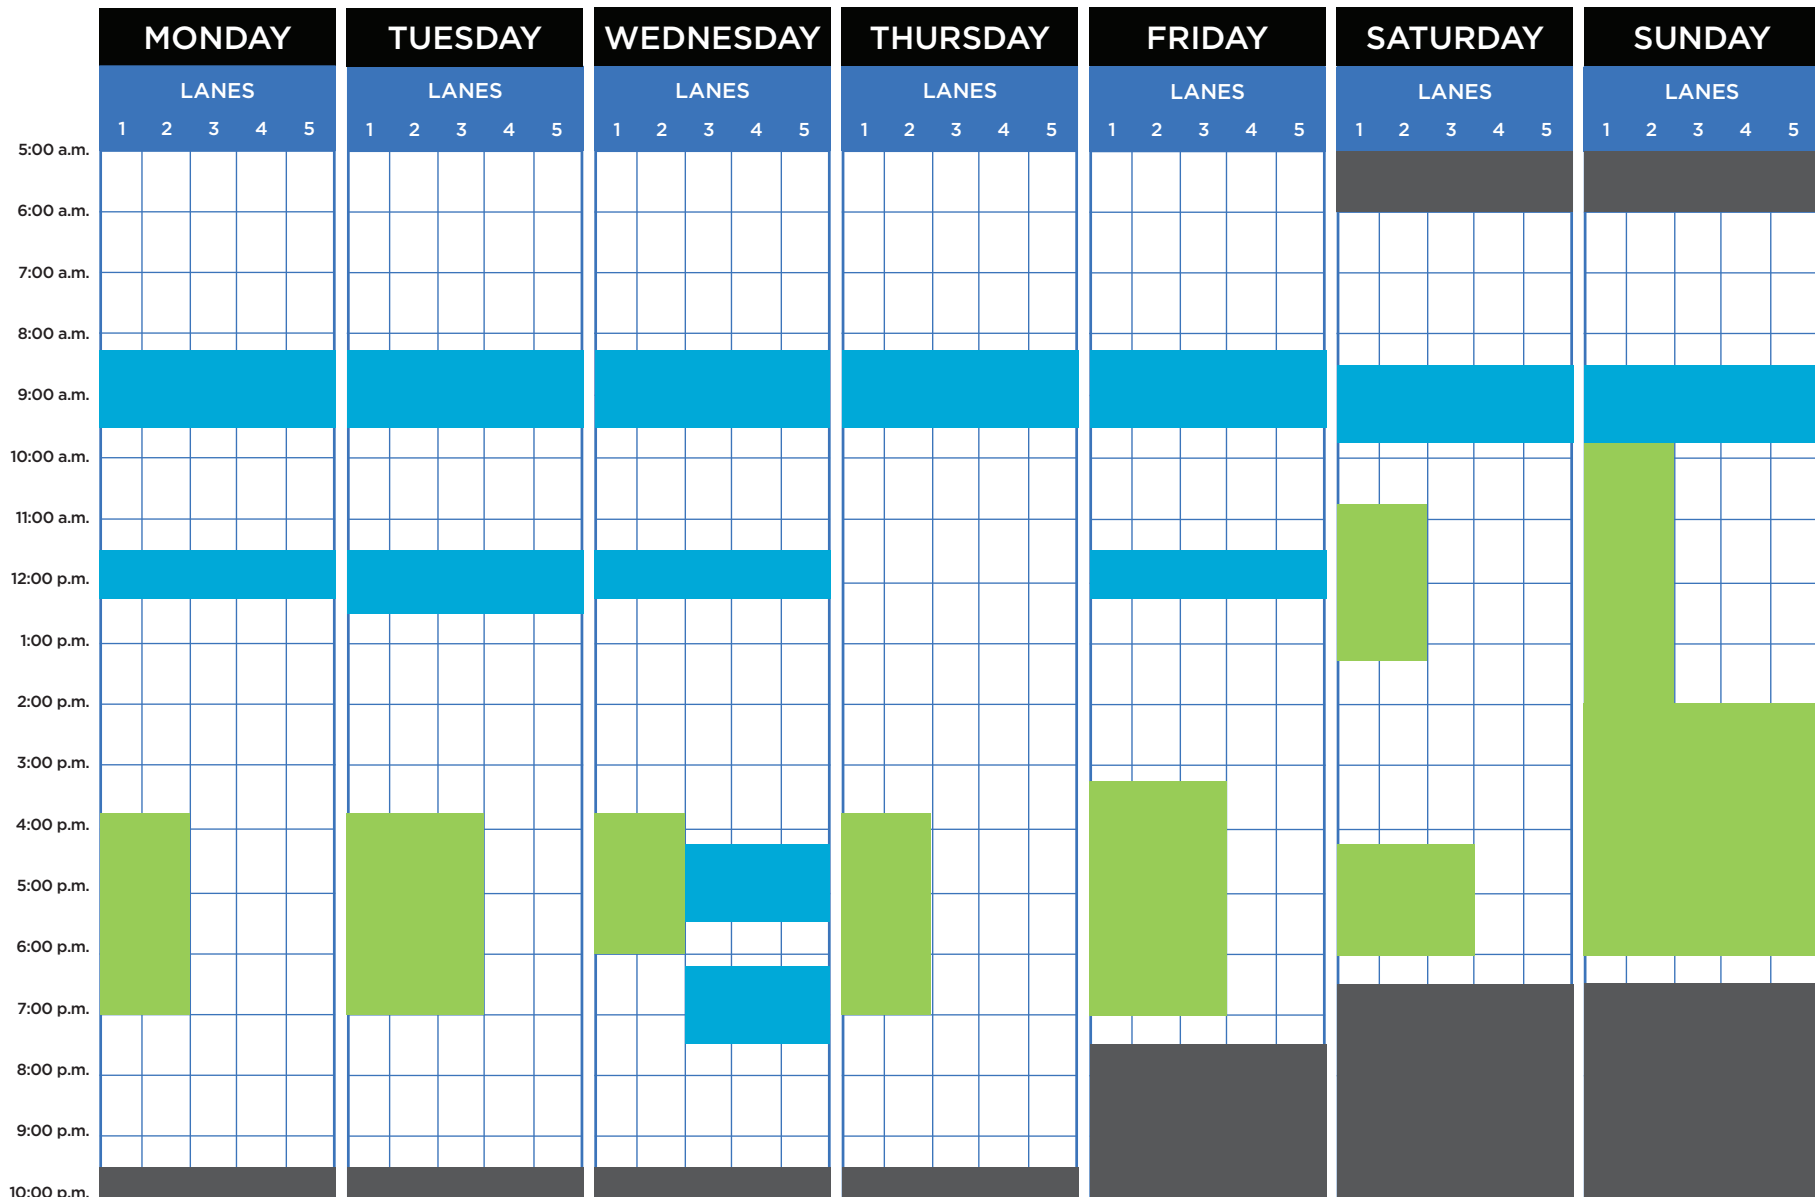 MONDAY TUESDAY WEDNESDAY THURSDAY FRIDAY SATURDAY SUNDAY
LANES LANES LANES LANES LANES LANES LANES
1 2 3 4 5 1 2 3 4 5 1 2 3 4 5 1 2 3 4 5 1 2 3 4 5 1 2 3 4 5 1 2 3 4 5
5:00 a.m.
6:00 a.m.
7:00 a.m.
8:00 a.m.
9:00 a.m.
10:00 a.m.
11:00 a.m.
12:00 p.m.
1:00 p.m.
2:00 p.m.
3:00 p.m.
4:00 p.m.
5:00 p.m.
6:00 p.m.
7:00 p.m.
8:00 p.m.
9:00 p.m.
10:00 p.m.